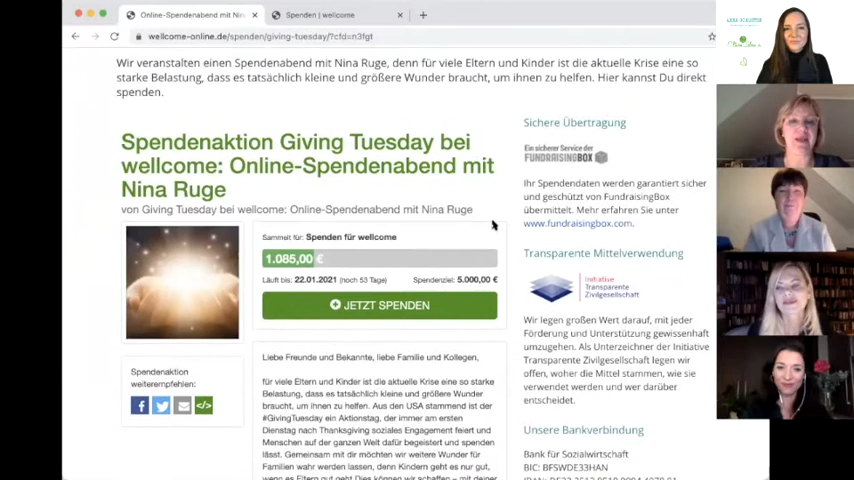 Online-Spendenabend mit Nin
Spenden | wellcome
wellcome-online.de/spenden/giving-tuesday/?cfd=n3fgt
Wir veranstalten einen Spendenabend mit Nina Ruge, denn für viele Eltern und Kinder ist die aktuelle Krise eine so
starke Belastung, dass es tatsächlich kleine und größere Wunder braucht, um ihnen zu helfen. Hier kannst Du direkt
spenden.
Spendenaktion Giving Tuesday bei
wellcome: Online-Spendenabend mit
Nina Ruge
von Giving Tuesday bei wellcome: Online-Spendenabend mit Nina Ruge
Sammelt für: Spenden für wellcome
1.085,00 €
Läuft bis: 22.01.2021 (noch 53 Tage) Spendenziel: 5.000,00 €
JETZT SPENDEN
Spendenaktion
weiterempfehlen:
</>
Liebe Freunde und Bekannte, liebe Familie und Kollegen,
für viele Eltern und Kinder ist die aktuelle Krise eine so starke
Belastung, dass es tatsächlich kleine und größere Wunder
braucht, um ihnen zu helfen. Aus den USA stammend ist der
#GivingTuesday ein Aktionstag, der immer am ersten
Dienstag nach Thanksgiving soziales Engagement feiert und
Menschen auf der ganzen Welt dafür begeistert und spenden
lässt. Gemeinsam mit dir möchten wir weitere Wunder für
Familien wahr werden lassen, denn Kindern geht es nur gut,
wenn es Eltern gut geht! Dies können wir schaffen – mit deiner
Sichere Übertragung
Ein sicherer Service der
FUNDRAISINGBOX
Ihr Spendendaten werden garantiert sicher
und geschützt von FundraisingBox
übermittelt. Mehr erfahren Sie unter
www.fundraisingbox.com.
Transparente Mittelverwendung
Initiative
Transparente
Zivilgesellschaft
Wir legen großen Wert darauf, mit jeder
Förderung und Unterstützung gewissenhaft
umzugehen. Als Unterzeichner der Initiative
Transparente Zivilgesellschaft legen wir
offen, woher die Mittel stammen, wie sie
verwendet werden und wer darüber
entscheidet.
Unsere Bankverbindung
Bank für Sozialwirtschaft
BIC: BFSWDE33HAN